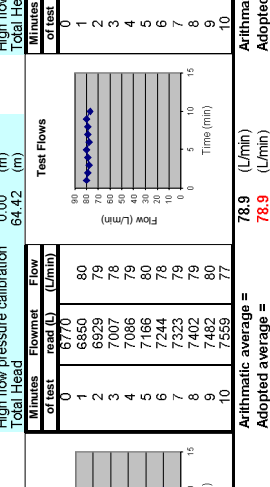 High flow pressure calibration 0.00 (m) High flow
Total Head 64.42 (m) Total He
Minutes Flowmet Flow Test Flows Minutes
of test read (L) (L/min) of test
0 6770 0
1 6850 80 1
2 6929 79 2
3 7007 78 3
4 7086 79 4
5 7166 80 5
6 7244 78 6
7 7323 79 7
8 7402 79 8
9 7482 80 9
10 7559 77 10
Flow (L/min)
90
80
70
60
50
40
30
20
10
0
0 5 10 15
Time (min)
15
Arithmatic average = 78.9 (L/min) Arithma
Adopted average = 78.9 (L/min) Adopted